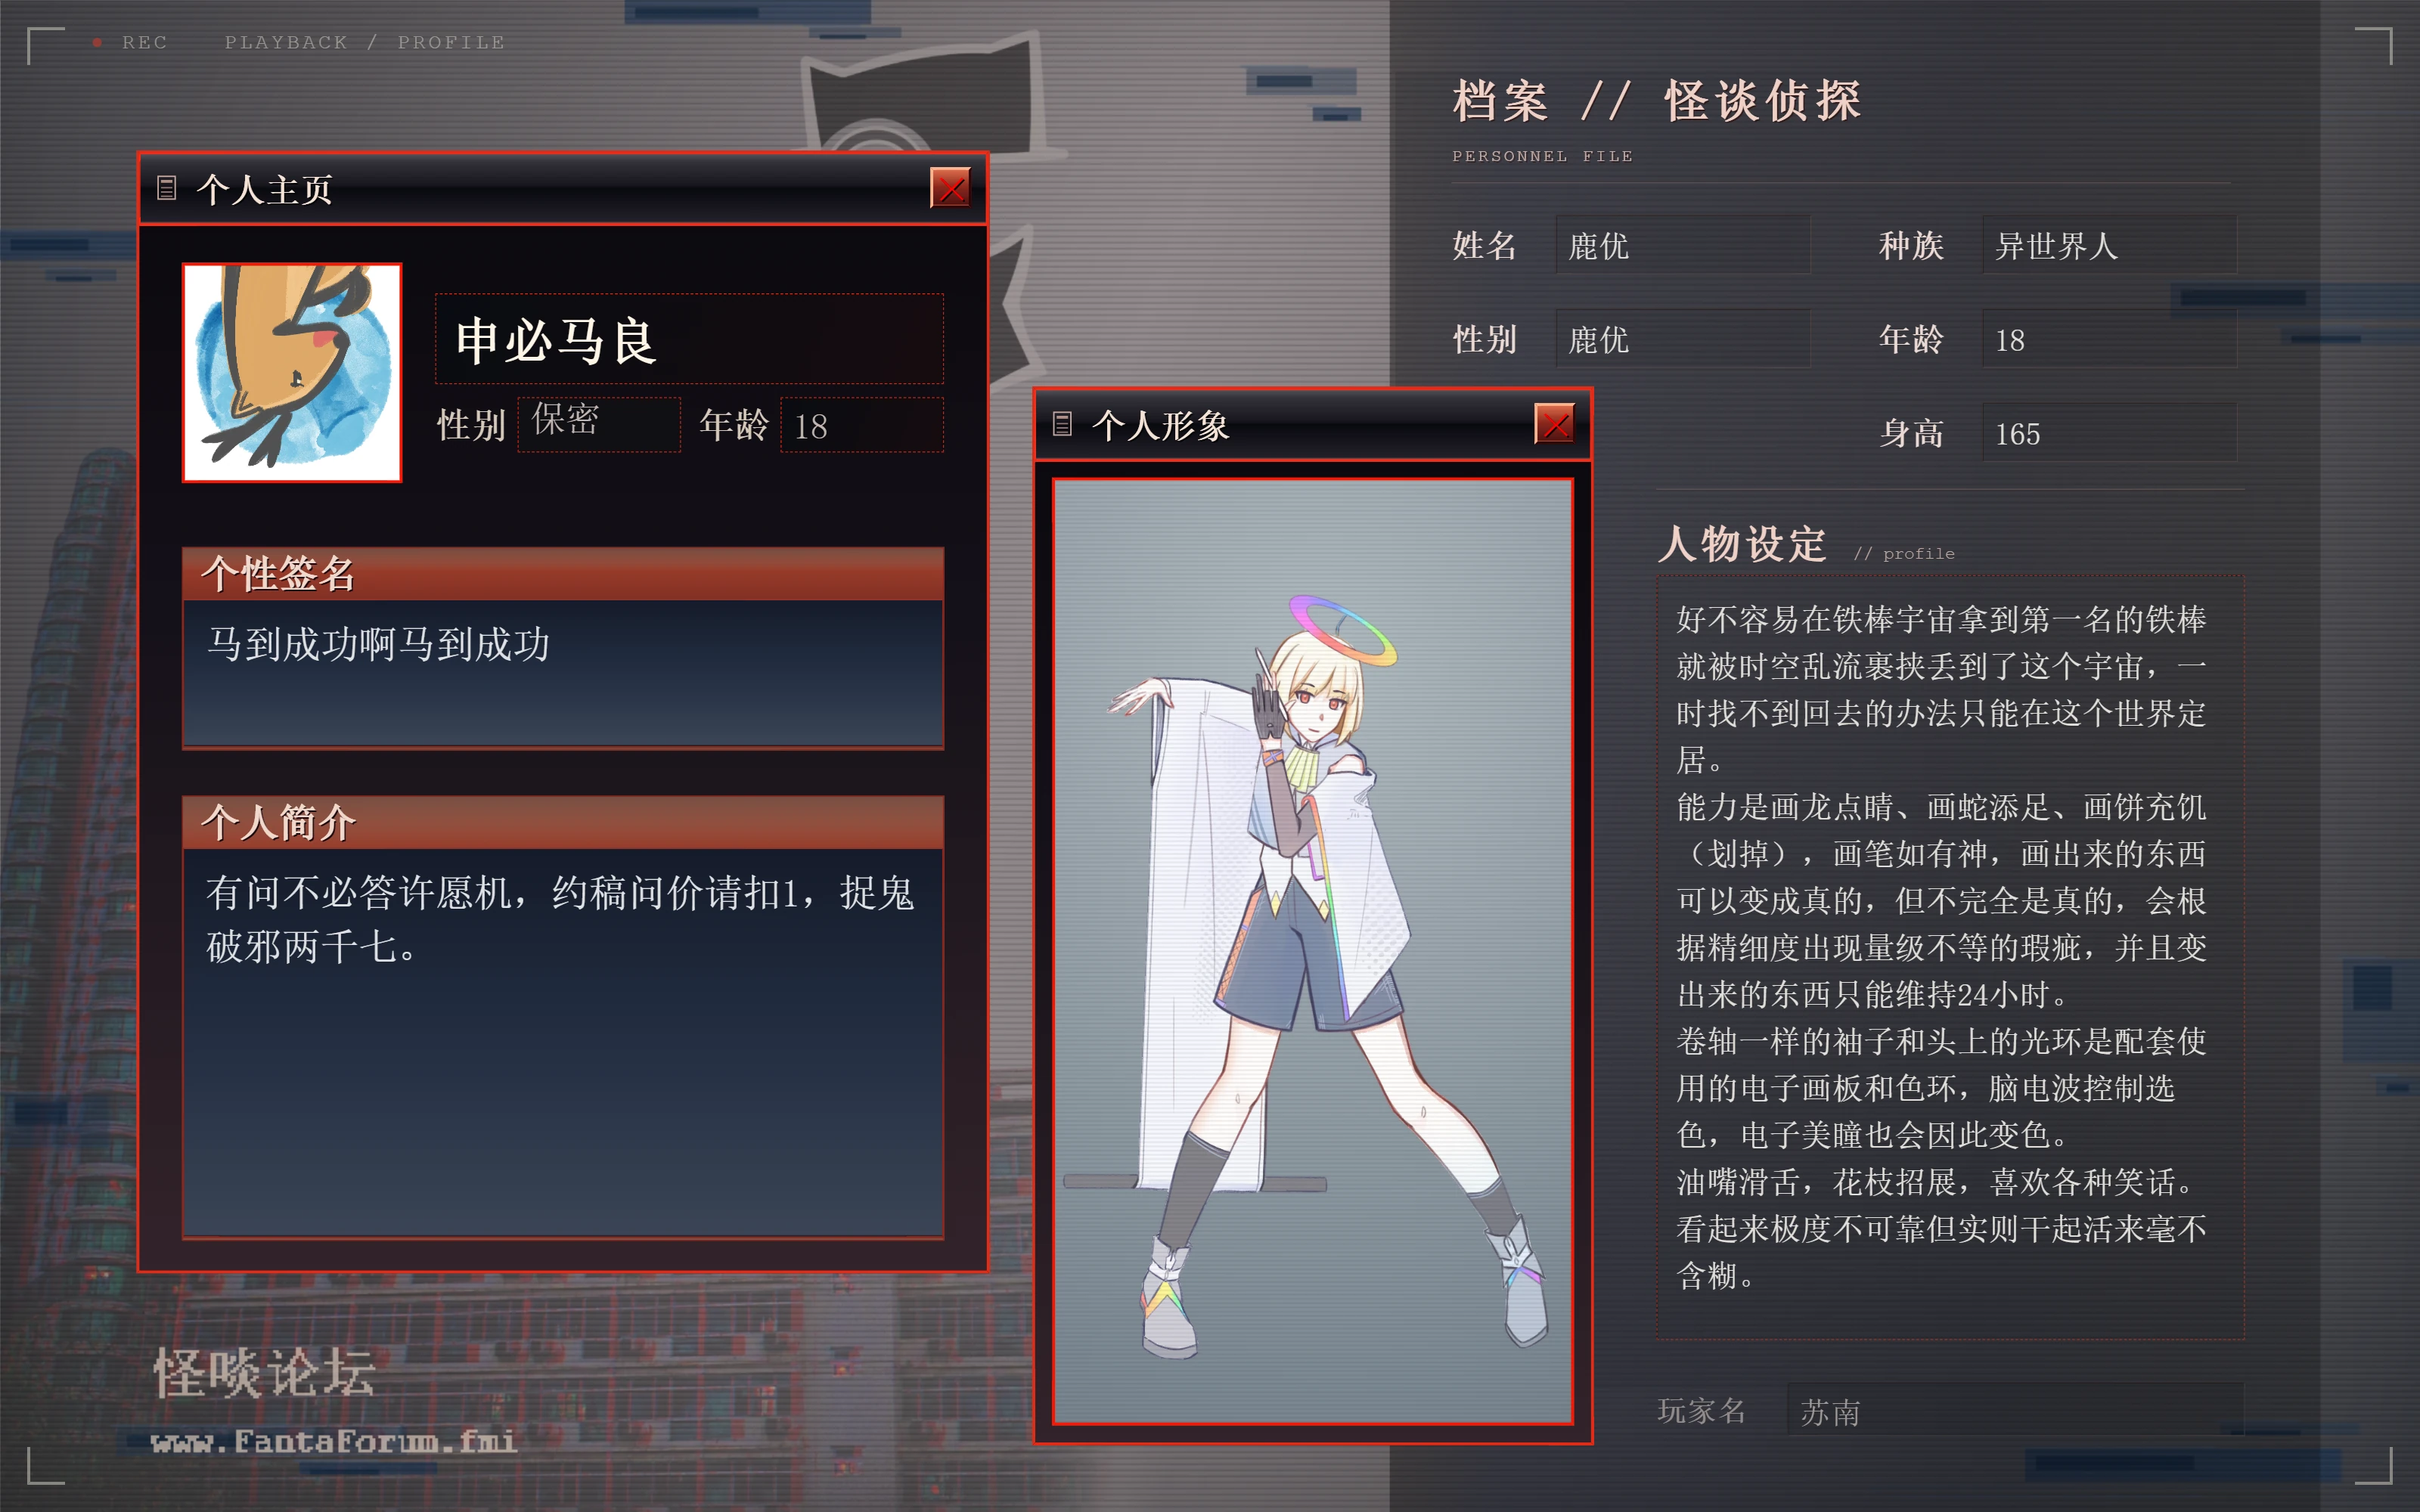 REC PLAYBACK / PROFILE
个人主页
申必马良
性别 保密 年龄 18
个性签名
马到成功啊马到成功
个人简介
有问不必答许愿机，约稿问价请扣1，捉鬼
破邪两千七。
怪啖论坛
www.FantaForum.fmi
个人形象
档案 // 怪谈侦探
PERSONNEL FILE
姓名 鹿优 种族 异世界人
性别 鹿优 年龄 18
身高 165
人物设定 // profile
好不容易在铁棒宇宙拿到第一名的铁棒
就被时空乱流裹挟丢到了这个宇宙，一
时找不到回去的办法只能在这个世界定
居。
能力是画龙点睛、画蛇添足、画饼充饥
（划掉），画笔如有神，画出来的东西
可以变成真的，但不完全是真的，会根
据精细度出现量级不等的瑕疵，并且变
出来的东西只能维持24小时。
卷轴一样的袖子和头上的光环是配套使
用的电子画板和色环，脑电波控制选
色，电子美瞳也会因此变色。
油嘴滑舌，花枝招展，喜欢各种笑话。
看起来极度不可靠但实则干起活来毫不
含糊。
玩家名 苏南